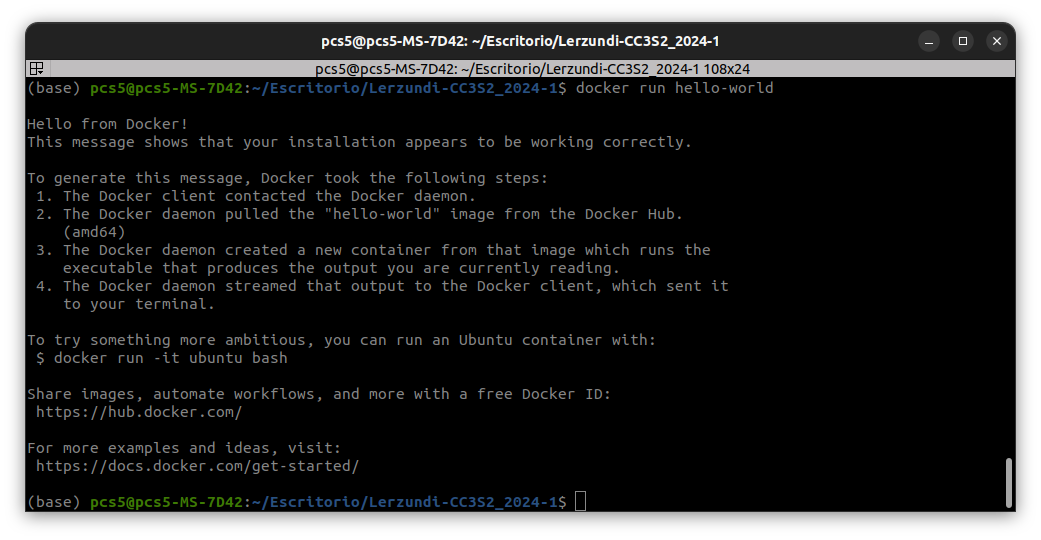 pcs5@pcs5-MS-7D42: ~/Escritorio/Lerzundi-CC3S2_2024-1
pcs5@pcs5-MS-7D42: ~/Escritorio/Lerzundi-CC3S2_2024-1 108x24
(base) pcs5@pcs5-MS-7D42:~/Escritorio/Lerzundi-CC3S2_2024-1$ docker run hello-world

Hello from Docker!
This message shows that your installation appears to be working correctly.

To generate this message, Docker took the following steps:
 1. The Docker client contacted the Docker daemon.
 2. The Docker daemon pulled the "hello-world" image from the Docker Hub.
    (amd64)
 3. The Docker daemon created a new container from that image which runs the
    executable that produces the output you are currently reading.
 4. The Docker daemon streamed that output to the Docker client, which sent it
    to your terminal.

To try something more ambitious, you can run an Ubuntu container with:
 $ docker run -it ubuntu bash

Share images, automate workflows, and more with a free Docker ID:
 https://hub.docker.com/

For more examples and ideas, visit:
 https://docs.docker.com/get-started/

(base) pcs5@pcs5-MS-7D42:~/Escritorio/Lerzundi-CC3S2_2024-1$